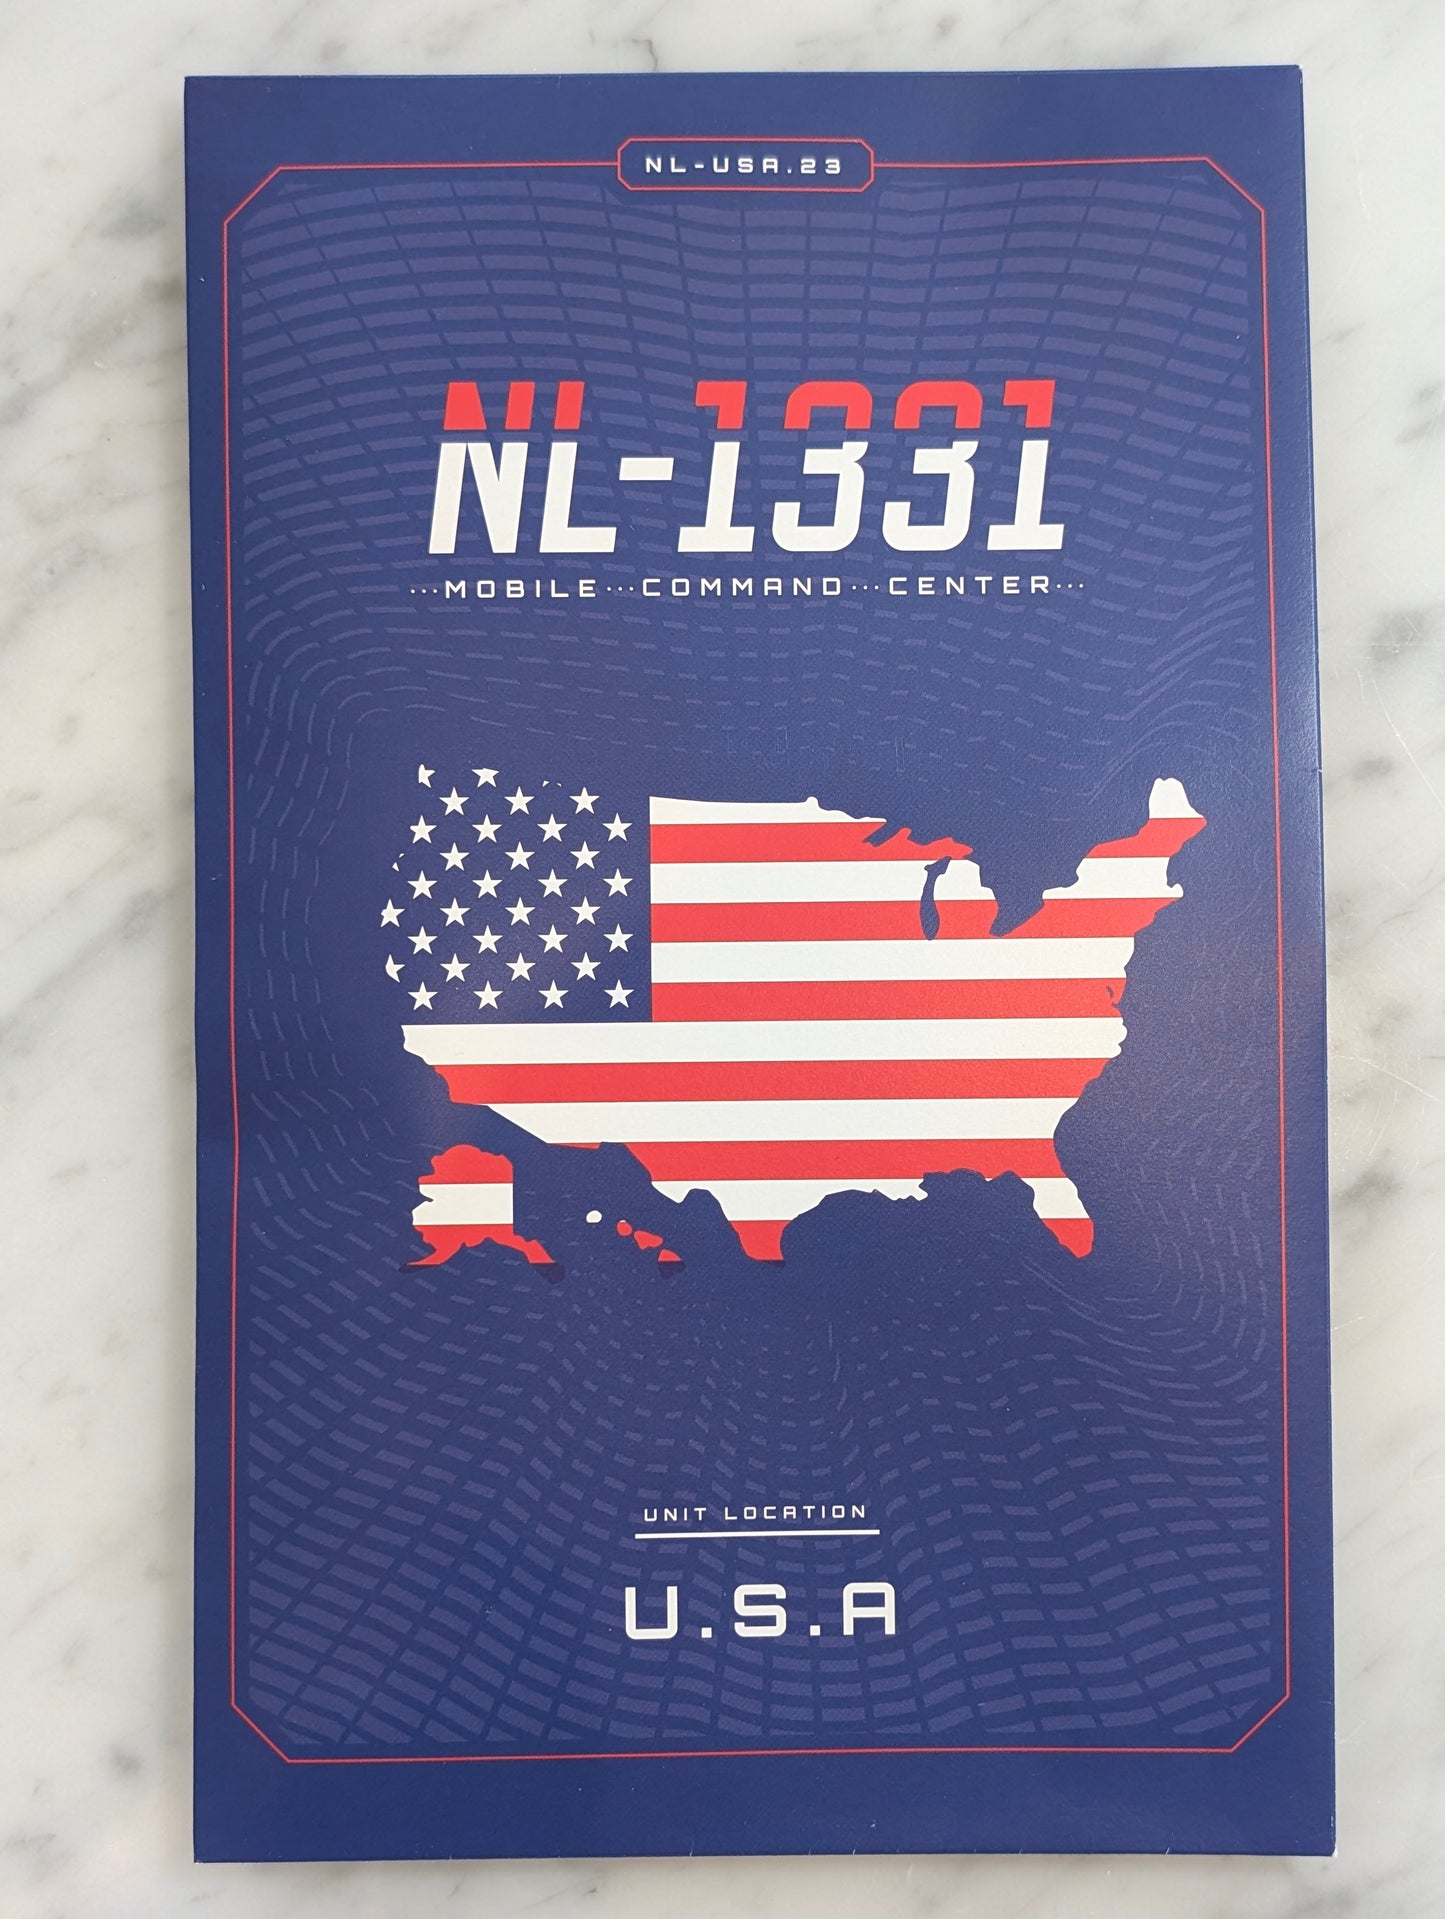 NL-USA.23
NL-1331
···MOBILE···COMMAND···CENTER···
UNIT LOCATION
U.S.A